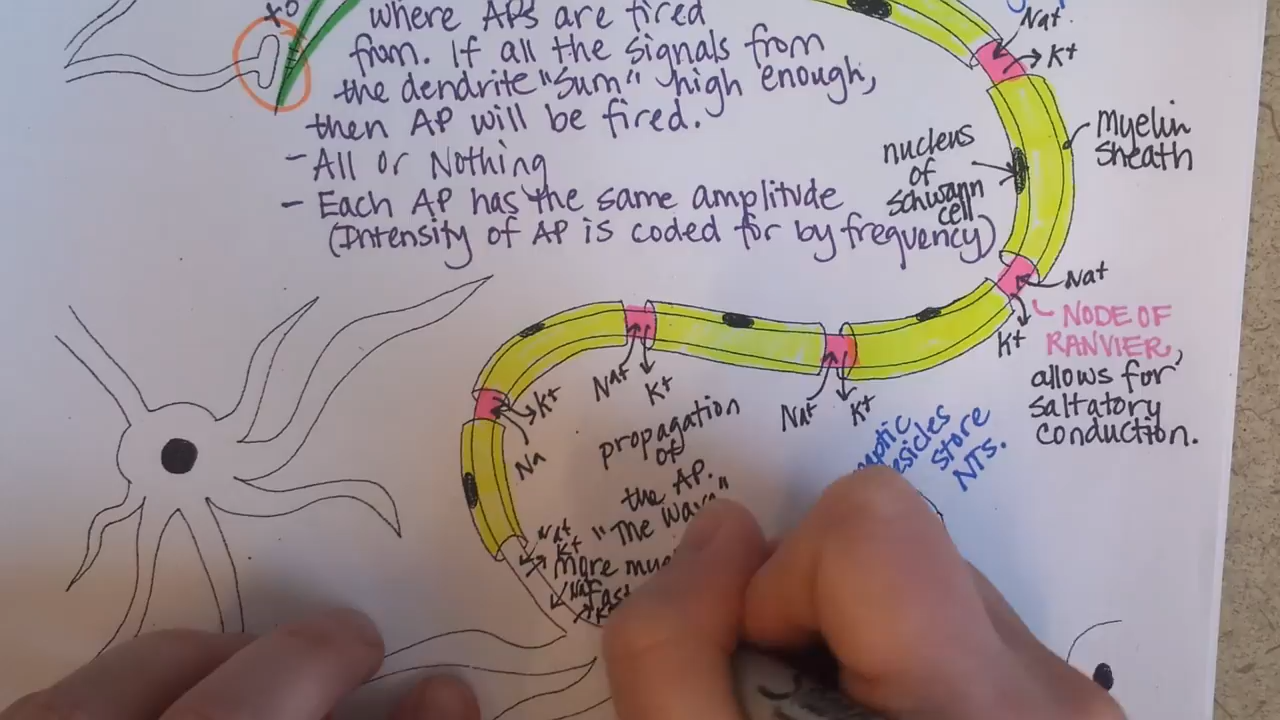 where APs are fired
from. If all the signals from
the dendrite "sum" high enough,
then AP will be fired.
- All or Nothing
- Each AP has the same amplitude
(Intensity of AP is coded for by frequency)
Na+
K+
Myelin
Sheath
nucleus
of
Schwann
cell
Na+
K+
NODE OF
RANVIER,
allows for
saltatory
conduction.
Na+
K+
Na+
K+
K+
Na
propagation
of
the AP.
"The Wave"
store
NTs.
Na+
K+
more
Na+
K+